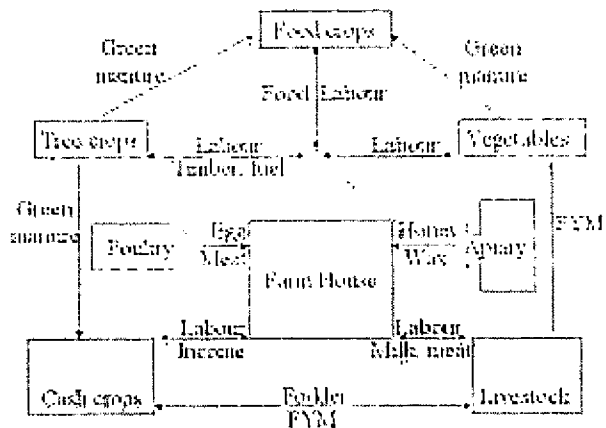 Food crops
Green
manure
Green
manure
Food Labour
Tree crops
Labour
Timber, fuel
Labour
Vegetables
Green
manure
Poultry
Egg
Meat
Farm House
Honey
Wax
Apiary
FYM
Labour
Income
Labour
Milk, meat
Cash crops
Fodder
FYM
Livestock